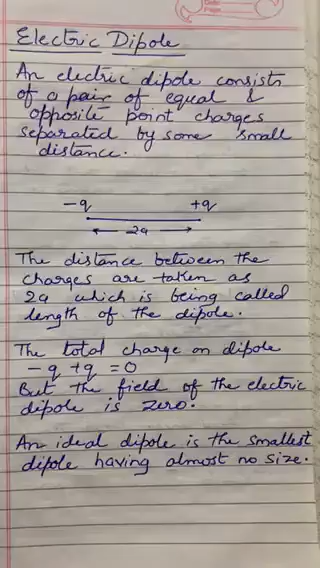 Electric Dipole
An electric dipole consists
of a pair of equal &
opposite point charges
separated by some small
distance.
-q +q
2a
The distance between the
charges are taken as
2a which is being called
length of the dipole.
The total charge on dipole
-q +q = 0
But the field of the electric
dipole is zero.
An ideal dipole is the smallest
dipole having almost no size.